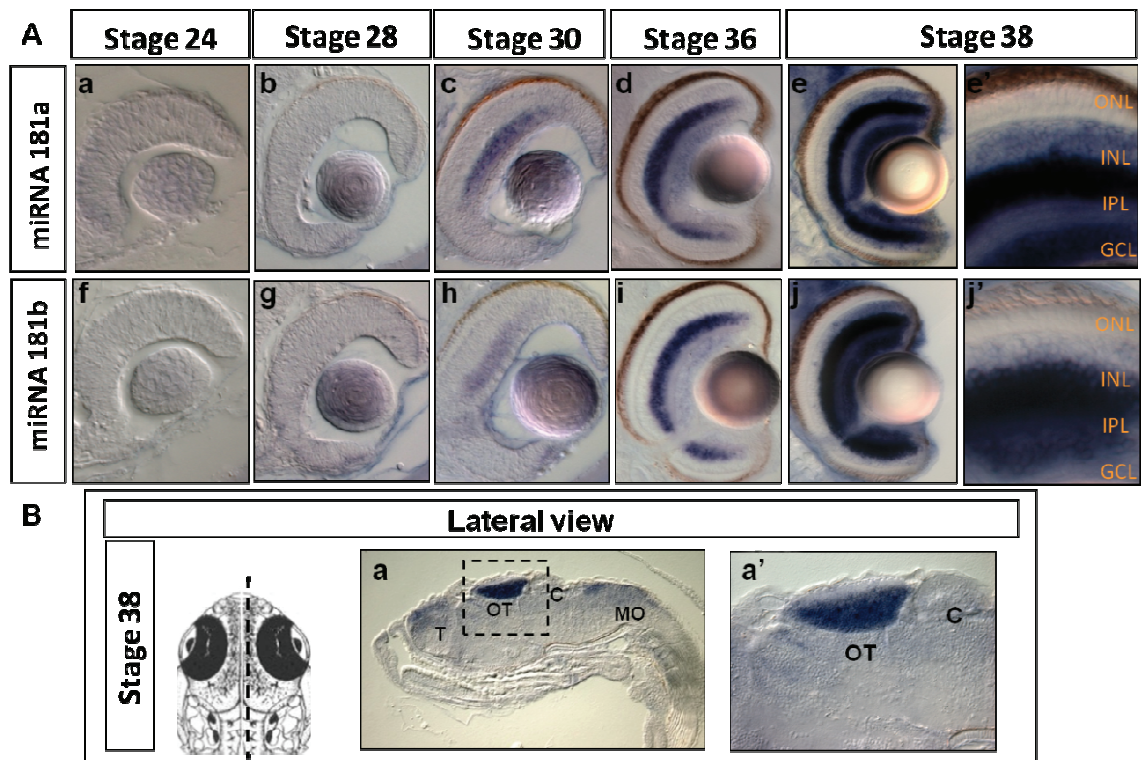 A
Stage 24
Stage 28
Stage 30
Stage 36
Stage 38
miRNA 181a
a
b
c
d
e
e'
ONL
INL
IPL
GCL
miRNA 181b
f
g
h
i
j
j'
ONL
INL
IPL
GCL
B
Lateral view
Stage 38
a
T
OT
C
MO
a'
OT
C